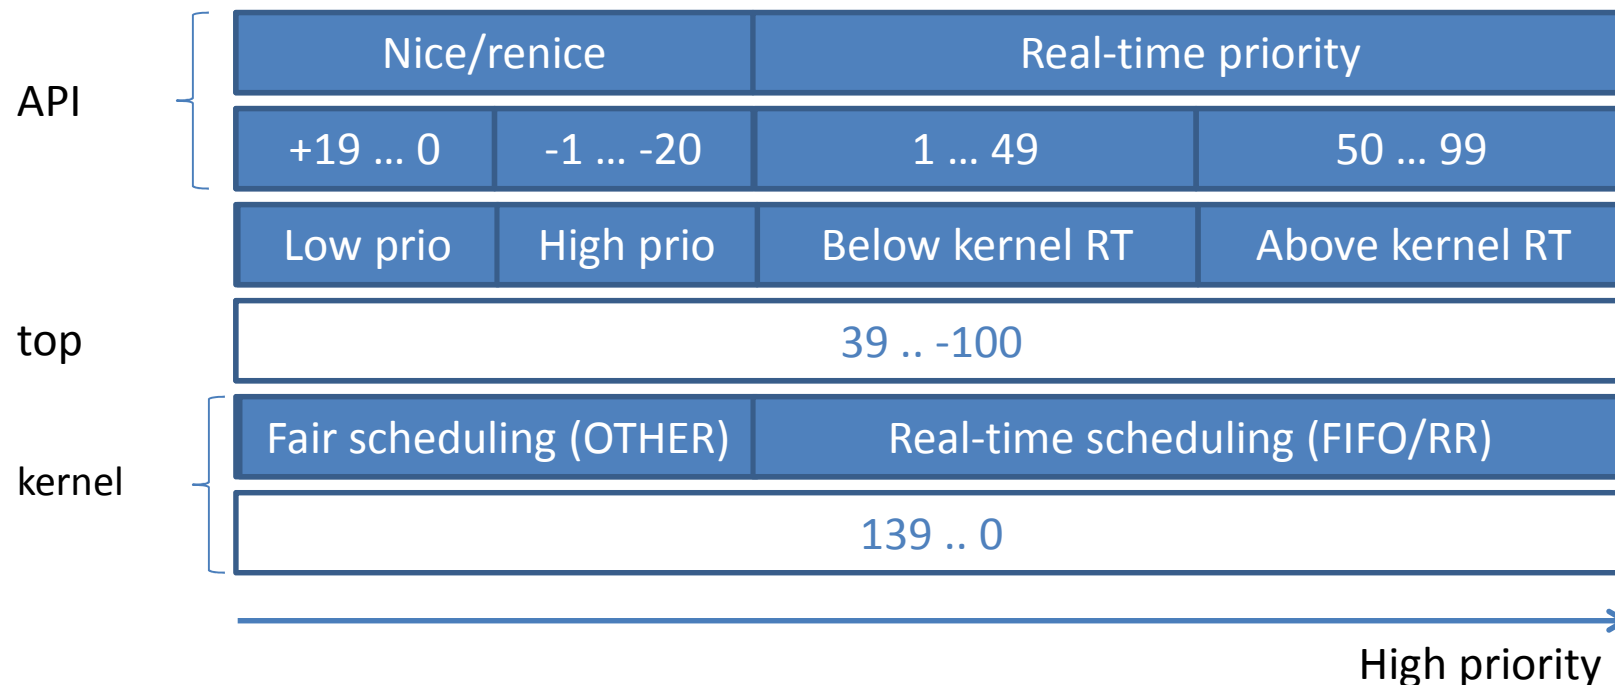 Nice/renice Real-time priority
API
+19 … 0 -1 … -20 1 … 49 50 … 99
Low prio High prio Below kernel RT Above kernel RT
top 39 .. -100
Fair scheduling (OTHER) Real-time scheduling (FIFO/RR)
kernel
139 .. 0
High priority